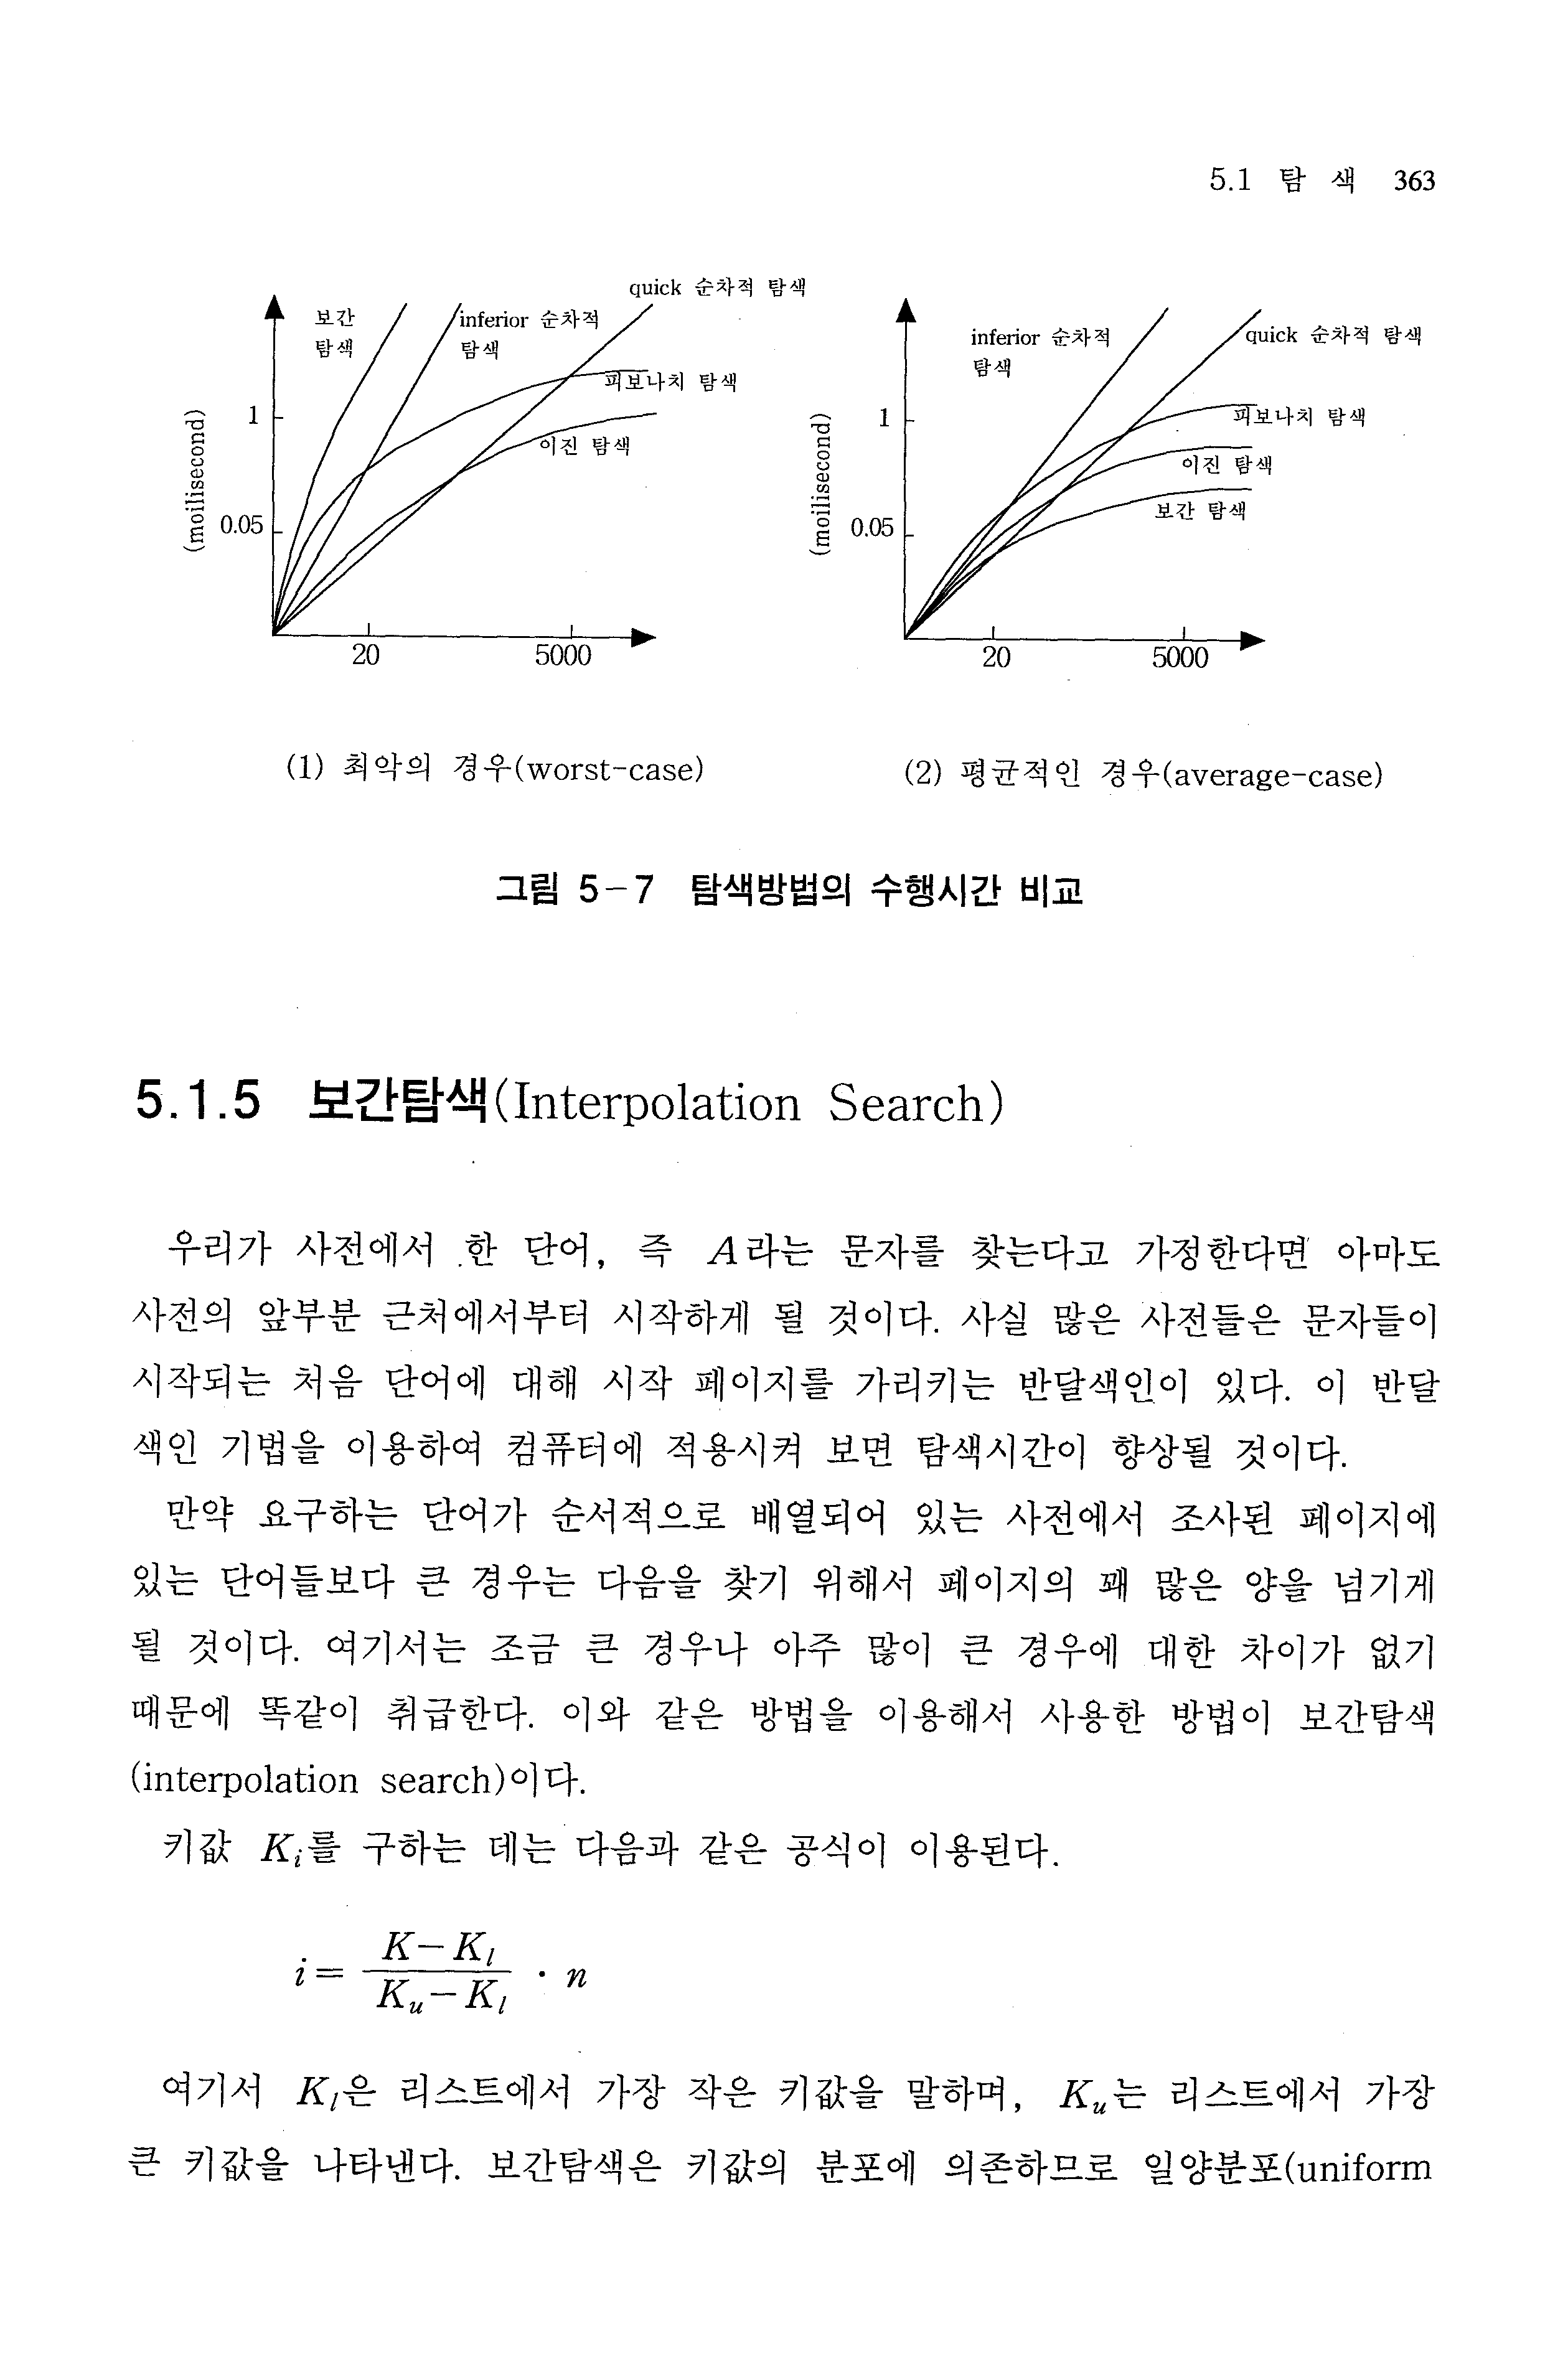 5.1 탐 색 363
quick 순차적 탐색
보간
탐색
inferior 순차적
탐색
피보나치 탐색
이진 탐색
(moiliisecond)
1
0.05
20 5000
inferior 순차적
탐색
quick 순차적 탐색
피보나치 탐색
이진 탐색
보간 탐색
(moiliisecond)
1
0.05
20 5000
(1) 최악의 경우(worst-case)
(2) 평균적인 경우(average-case)
그림 5-7 탐색방법의 수행시간 비교
5.1.5 보간탐색(Interpolation Search)
우리가 사전에서 한 단어, 즉 A라는 문자를 찾는다고 가정한다면 아마도
사전의 앞부분 근처에서부터 시작하게 될 것이다. 사실 많은 사전들은 문자들이
시작되는 처음 단어에 대해 시작 페이지를 가리키는 반달색인이 있다. 이 반달
색인 기법을 이용하여 컴퓨터에 적용시켜 보면 탐색시간이 향상될 것이다.
만약 요구하는 단어가 순서적으로 배열되어 있는 사전에서 조사된 페이지에
있는 단어들보다 큰 경우는 다음을 찾기 위해서 페이지의 꽤 많은 양을 넘기게
될 것이다. 여기서는 조금 큰 경우나 아주 많이 큰 경우에 대한 차이가 없기
때문에 똑같이 취급한다. 이와 같은 방법을 이용해서 사용한 방법이 보간탐색
(interpolation search)이다.
키값 K_i를 구하는 데는 다음과 같은 공식이 이용된다.
i = (K-K_l)/(K_u-K_l) · n
여기서 K_l은 리스트에서 가장 작은 키값을 말하며, K_u는 리스트에서 가장
큰 키값을 나타낸다. 보간탐색은 키값의 분포에 의존하므로 일양분포(uniform